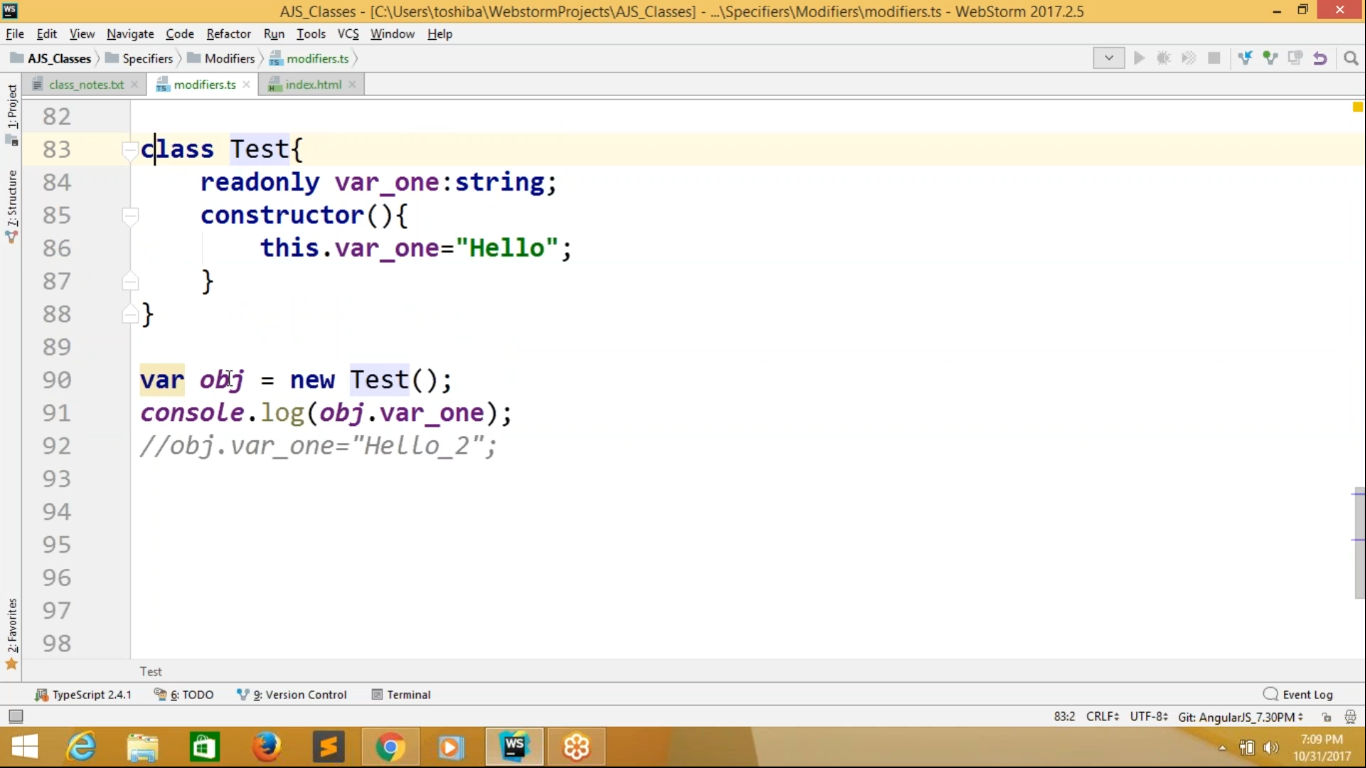 WS AJS_Classes - [C:\Users\toshiba\WebstormProjects\AJS_Classes] - ...\Specifiers\Modifiers\modifiers.ts - WebStorm 2017.2.5
File Edit View Navigate Code Refactor Run Tools VCS Window Help
AJS_Classes Specifiers Modifiers modifiers.ts
class_notes.txt modifiers.ts index.html
1: Project
7: Structure
2: Favorites
82
83 class Test{
84 readonly var_one:string;
85 constructor(){
86 this.var_one="Hello";
87 }
88 }
89
90 var obj = new Test();
91 console.log(obj.var_one);
92 //obj.var_one="Hello_2";
93
94
95
96
97
98
Test
TypeScript 2.4.1 6: TODO 9: Version Control Terminal Event Log
83:2 CRLF UTF-8 Git: AngularJS_7.30PM
WS
7:09 PM
10/31/2017